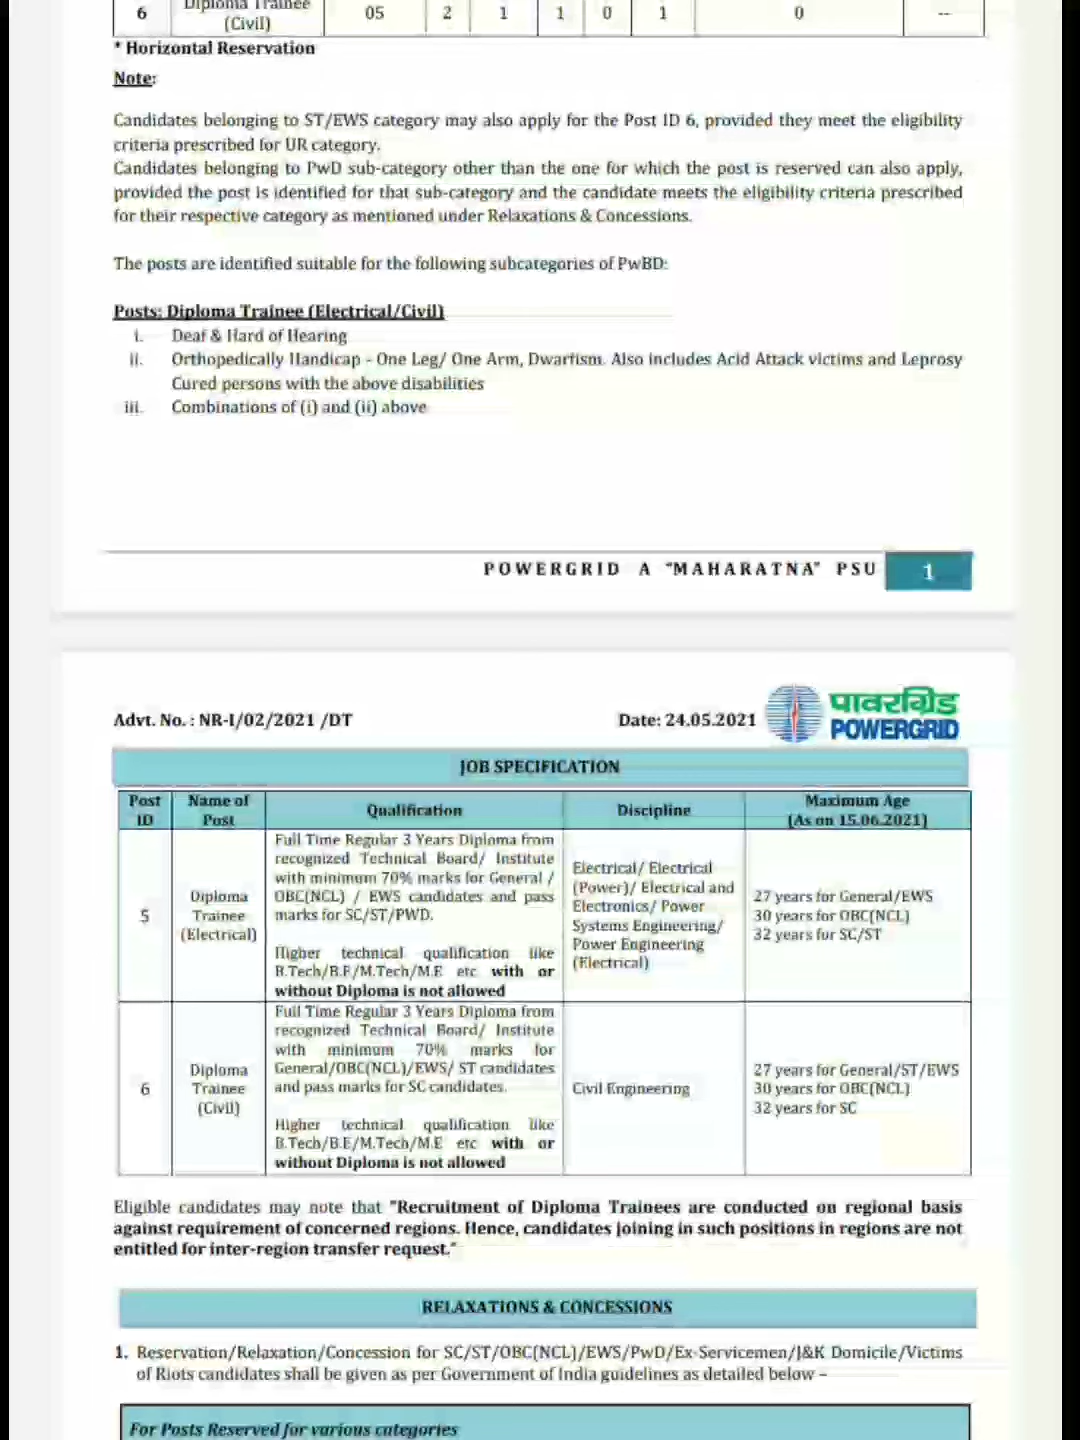 6 Diploma Trainee (Civil) 05 2 1 1 0 1 0 --
* Horizontal Reservation
Note:
Candidates belonging to ST/EWS category may also apply for the Post ID 6, provided they meet the eligibility
criteria prescribed for UR category.
Candidates belonging to PwD sub-category other than the one for which the post is reserved can also apply,
provided the post is identified for that sub-category and the candidate meets the eligibility criteria prescribed
for their respective category as mentioned under Relaxations & Concessions.
The posts are identified suitable for the following subcategories of PwBD:
Posts: Diploma Trainee (Electrical/Civil)
i. Deaf & Hard of Hearing
ii. Orthopedically Handicap - One Leg/ One Arm, Dwarfism. Also includes Acid Attack victims and Leprosy
Cured persons with the above disabilities
iii. Combinations of (i) and (ii) above
POWERGRID A "MAHARATNA" PSU 1
Advt. No. : NR-I/02/2021 /DT Date: 24.05.2021
पावरग्रिड
POWERGRID
JOB SPECIFICATION
Post ID
Name of Post
Qualification
Discipline
Maximum Age
(As on 15.06.2021)
5
Diploma
Trainee
(Electrical)
Full Time Regular 3 Years Diploma from
recognized Technical Board/ Institute
with minimum 70% marks for General /
OBC(NCL) / EWS candidates and pass
marks for SC/ST/PWD.
Higher technical qualification like
B.Tech/B.E/M.Tech/M.E etc with or
without Diploma is not allowed
Electrical/ Electrical
(Power)/ Electrical and
Electronics/ Power
Systems Engineering/
Power Engineering
(Electrical)
27 years for General/EWS
30 years for OBC(NCL)
32 years for SC/ST
6
Diploma
Trainee
(Civil)
Full Time Regular 3 Years Diploma from
recognized Technical Board/ Institute
with minimum 70% marks for
General/OBC(NCL)/EWS/ ST candidates
and pass marks for SC candidates.
Higher technical qualification like
B.Tech/B.E/M.Tech/M.E etc with or
without Diploma is not allowed
Civil Engineering
27 years for General/ST/EWS
30 years for OBC(NCL)
32 years for SC
Eligible candidates may note that "Recruitment of Diploma Trainees are conducted on regional basis
against requirement of concerned regions. Hence, candidates joining in such positions in regions are not
entitled for inter-region transfer request."
RELAXATIONS & CONCESSIONS
1. Reservation/Relaxation/Concession for SC/ST/OBC(NCL)/EWS/PwD/Ex-Servicemen/J&K Domicile/Victims
of Riots candidates shall be given as per Government of India guidelines as detailed below –
For Posts Reserved for various categories